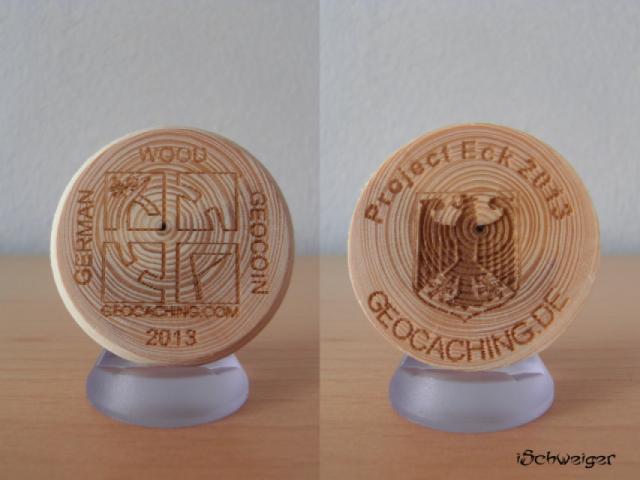 WOOD
GERMAN
GEOCOIN
GEOCACHING.COM
2013
Project Eck 2013
GEOCACHING.DE
iSchweiger